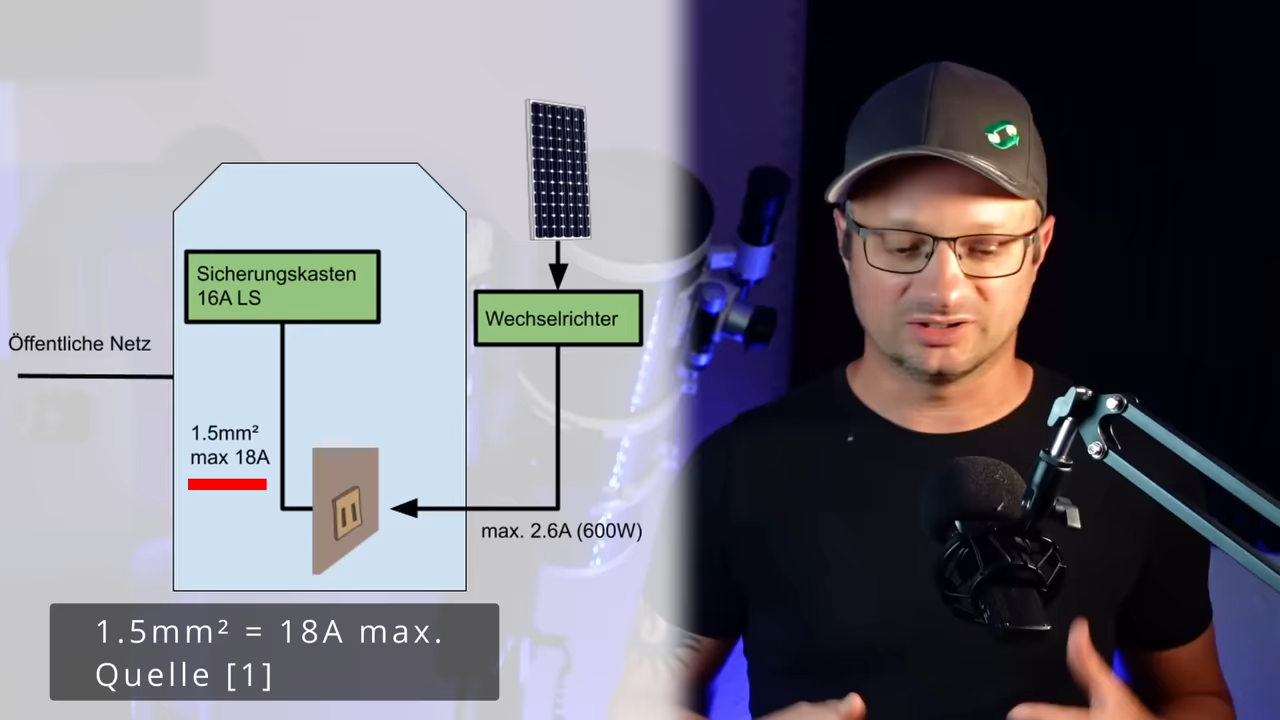 Sicherungskasten
16A LS
Wechselrichter
Öffentliche Netz
1.5mm²
max 18A
max. 2.6A (600W)
1.5mm² = 18A max.
Quelle [1]